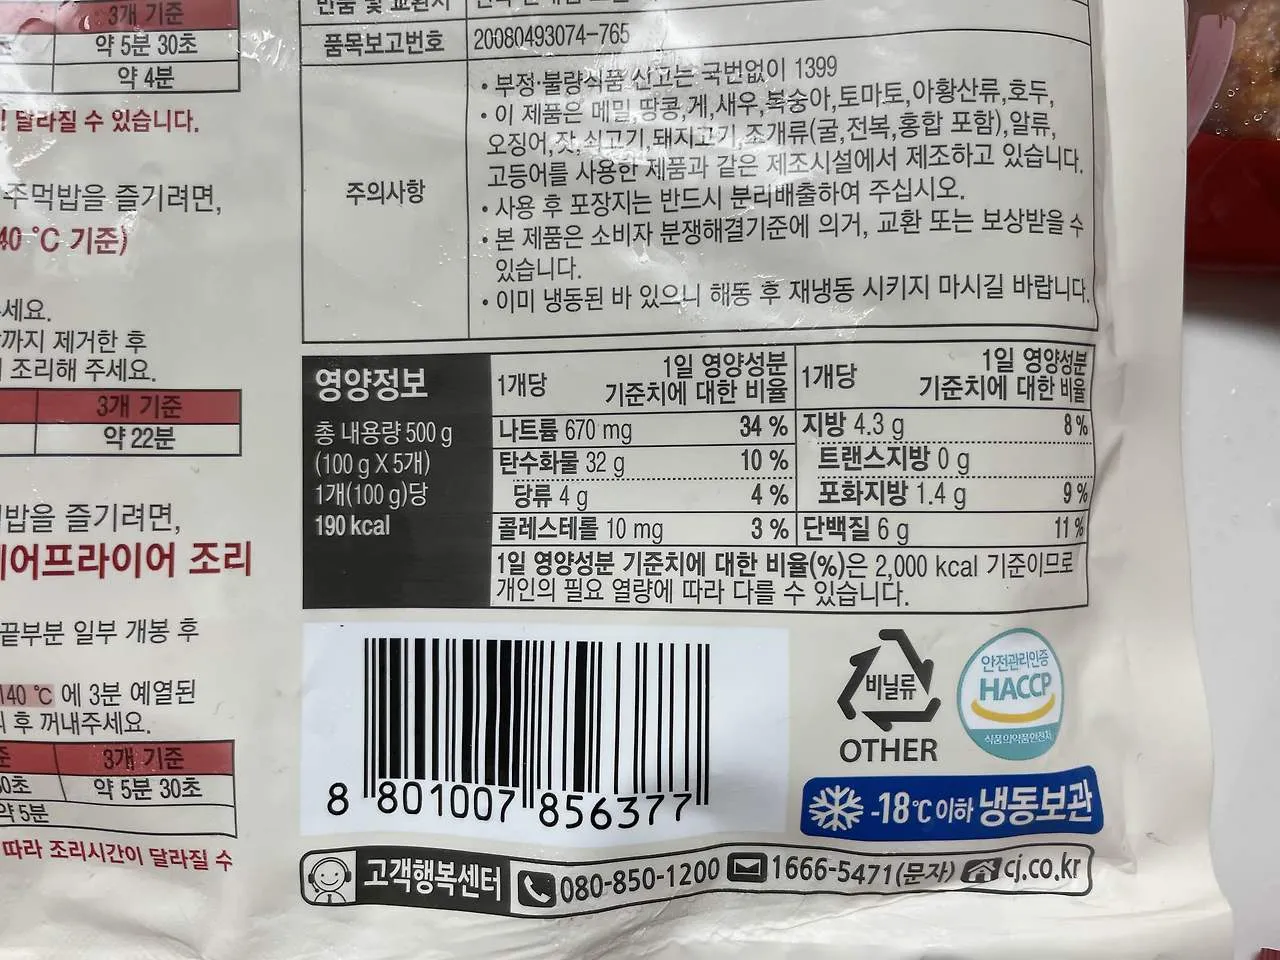 3개 기준
약 5분 30초
약 4분
달라질 수 있습니다.
주먹밥을 즐기려면,
40 ℃ 기준)
세요.
까지 제거한 후
조리해 주세요.
3개 기준
약 22분
밥을 즐기려면,
어프라이어 조리
끝부분 일부 개봉 후
140 ℃ 에 3분 예열된
후 꺼내주세요.
3개 기준
0초 약 5분 30초
약 5분
따라 조리시간이 달라질 수
반품 및 교환처
품목보고번호 20080493074-765
주의사항
• 부정·불량식품 신고는 국번없이 1399
• 이 제품은 메밀,땅콩,게,새우,복숭아,토마토,아황산류,호두,
오징어,잣,쇠고기,돼지고기,조개류(굴,전복,홍합 포함),알류,
고등어를 사용한 제품과 같은 제조시설에서 제조하고 있습니다.
• 사용 후 포장지는 반드시 분리배출하여 주십시오.
• 본 제품은 소비자 분쟁해결기준에 의거, 교환 또는 보상받을 수
있습니다.
• 이미 냉동된 바 있으니 해동 후 재냉동 시키지 마시길 바랍니다.
영양정보
총 내용량 500 g
(100 g X 5개)
1개(100 g)당
190 kcal
1개당 1일 영양성분 기준치에 대한 비율 1개당 1일 영양성분 기준치에 대한 비율
나트륨 670 mg 34 % 지방 4.3 g 8 %
탄수화물 32 g 10 % 트랜스지방 0 g
당류 4 g 4 % 포화지방 1.4 g 9 %
콜레스테롤 10 mg 3 % 단백질 6 g 11 %
1일 영양성분 기준치에 대한 비율(%)은 2,000 kcal 기준이므로
개인의 필요 열량에 따라 다를 수 있습니다.
8 801007 856377
비닐류
OTHER
안전관리인증
HACCP
식품의약품안전처
-18℃ 이하 냉동보관
고객행복센터 080-850-1200 1666-5471(문자) cj.co.kr